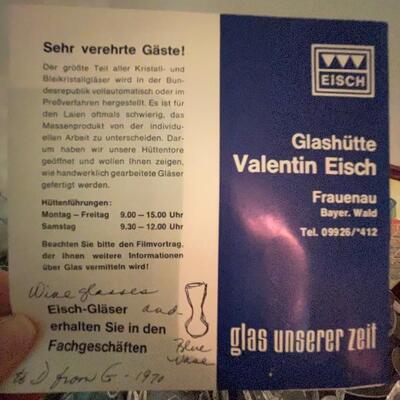 Sehr verehrte Gäste!
Der größte Teil aller Kristall- und
Bleikristallgläser wird in der Bun-
desrepublik vollautomatisch oder im
Preßverfahren hergestellt. Es ist für
den Laien oftmals schwierig, das
Massenprodukt von der individu-
ellen Arbeit zu unterscheiden. Dar-
um haben wir unsere Hüttentore
geöffnet und wollen Ihnen zeigen,
wie handwerklich gearbeitete Gläser
gefertigt werden.
Hüttenführungen:
Montag – Freitag 9.00 – 15.00 Uhr
Samstag 9.30 – 12.00 Uhr
Beachten Sie bitte den Filmvortrag,
der Ihnen weitere Informationen
über Glas vermitteln wird!
Wine glasses
and
Eisch-Gläser
erhalten Sie in den
Fachgeschäften
Blue
Vase
to D from G - 1970
EISCH
Glashütte
Valentin Eisch
Frauenau
Bayer. Wald
Tel. 09926/*412
glas unserer zeit